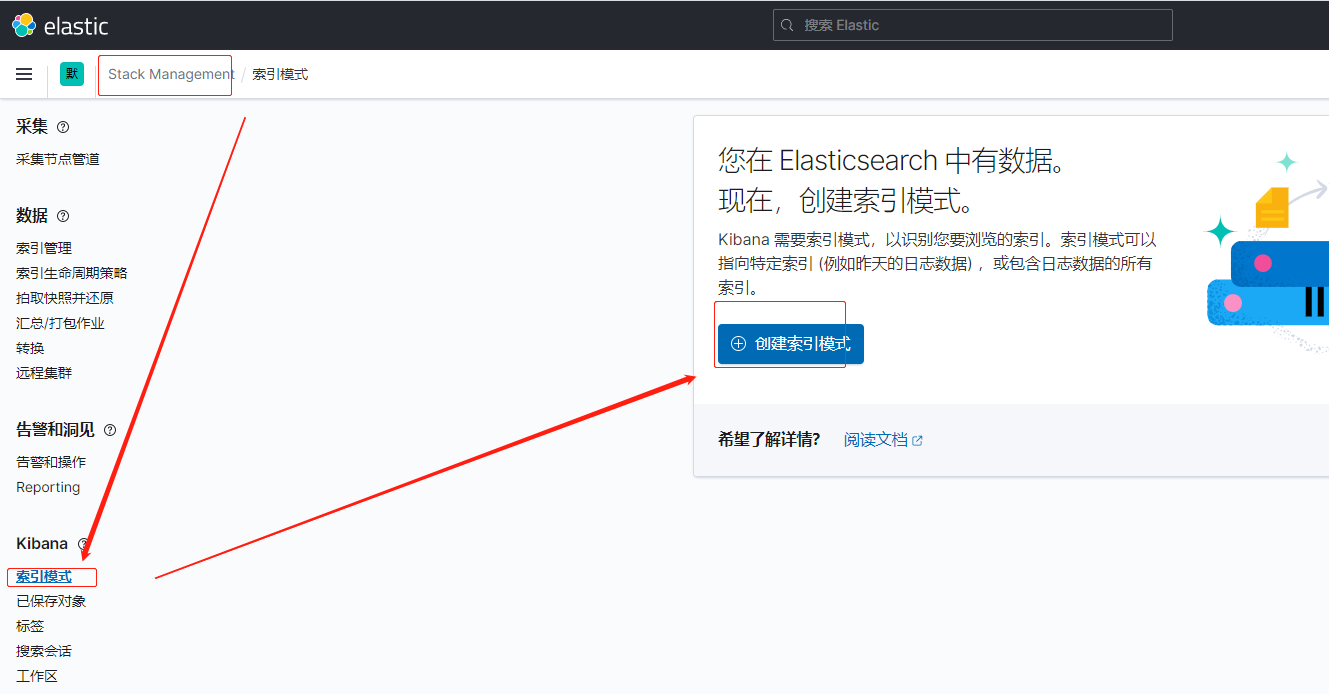 elastic
搜索 Elastic
默
Stack Management / 索引模式
采集
采集节点管道
数据
索引管理
索引生命周期策略
拍取快照并还原
汇总/打包作业
转换
远程集群
告警和洞见
告警和操作
Reporting
Kibana
索引模式
已保存对象
标签
搜索会话
工作区
您在 Elasticsearch 中有数据。
现在，创建索引模式。
Kibana 需要索引模式，以识别您要浏览的索引。索引模式可以
指向特定索引 (例如昨天的日志数据) ，或包含日志数据的所有
索引。
创建索引模式
希望了解详情? 阅读文档